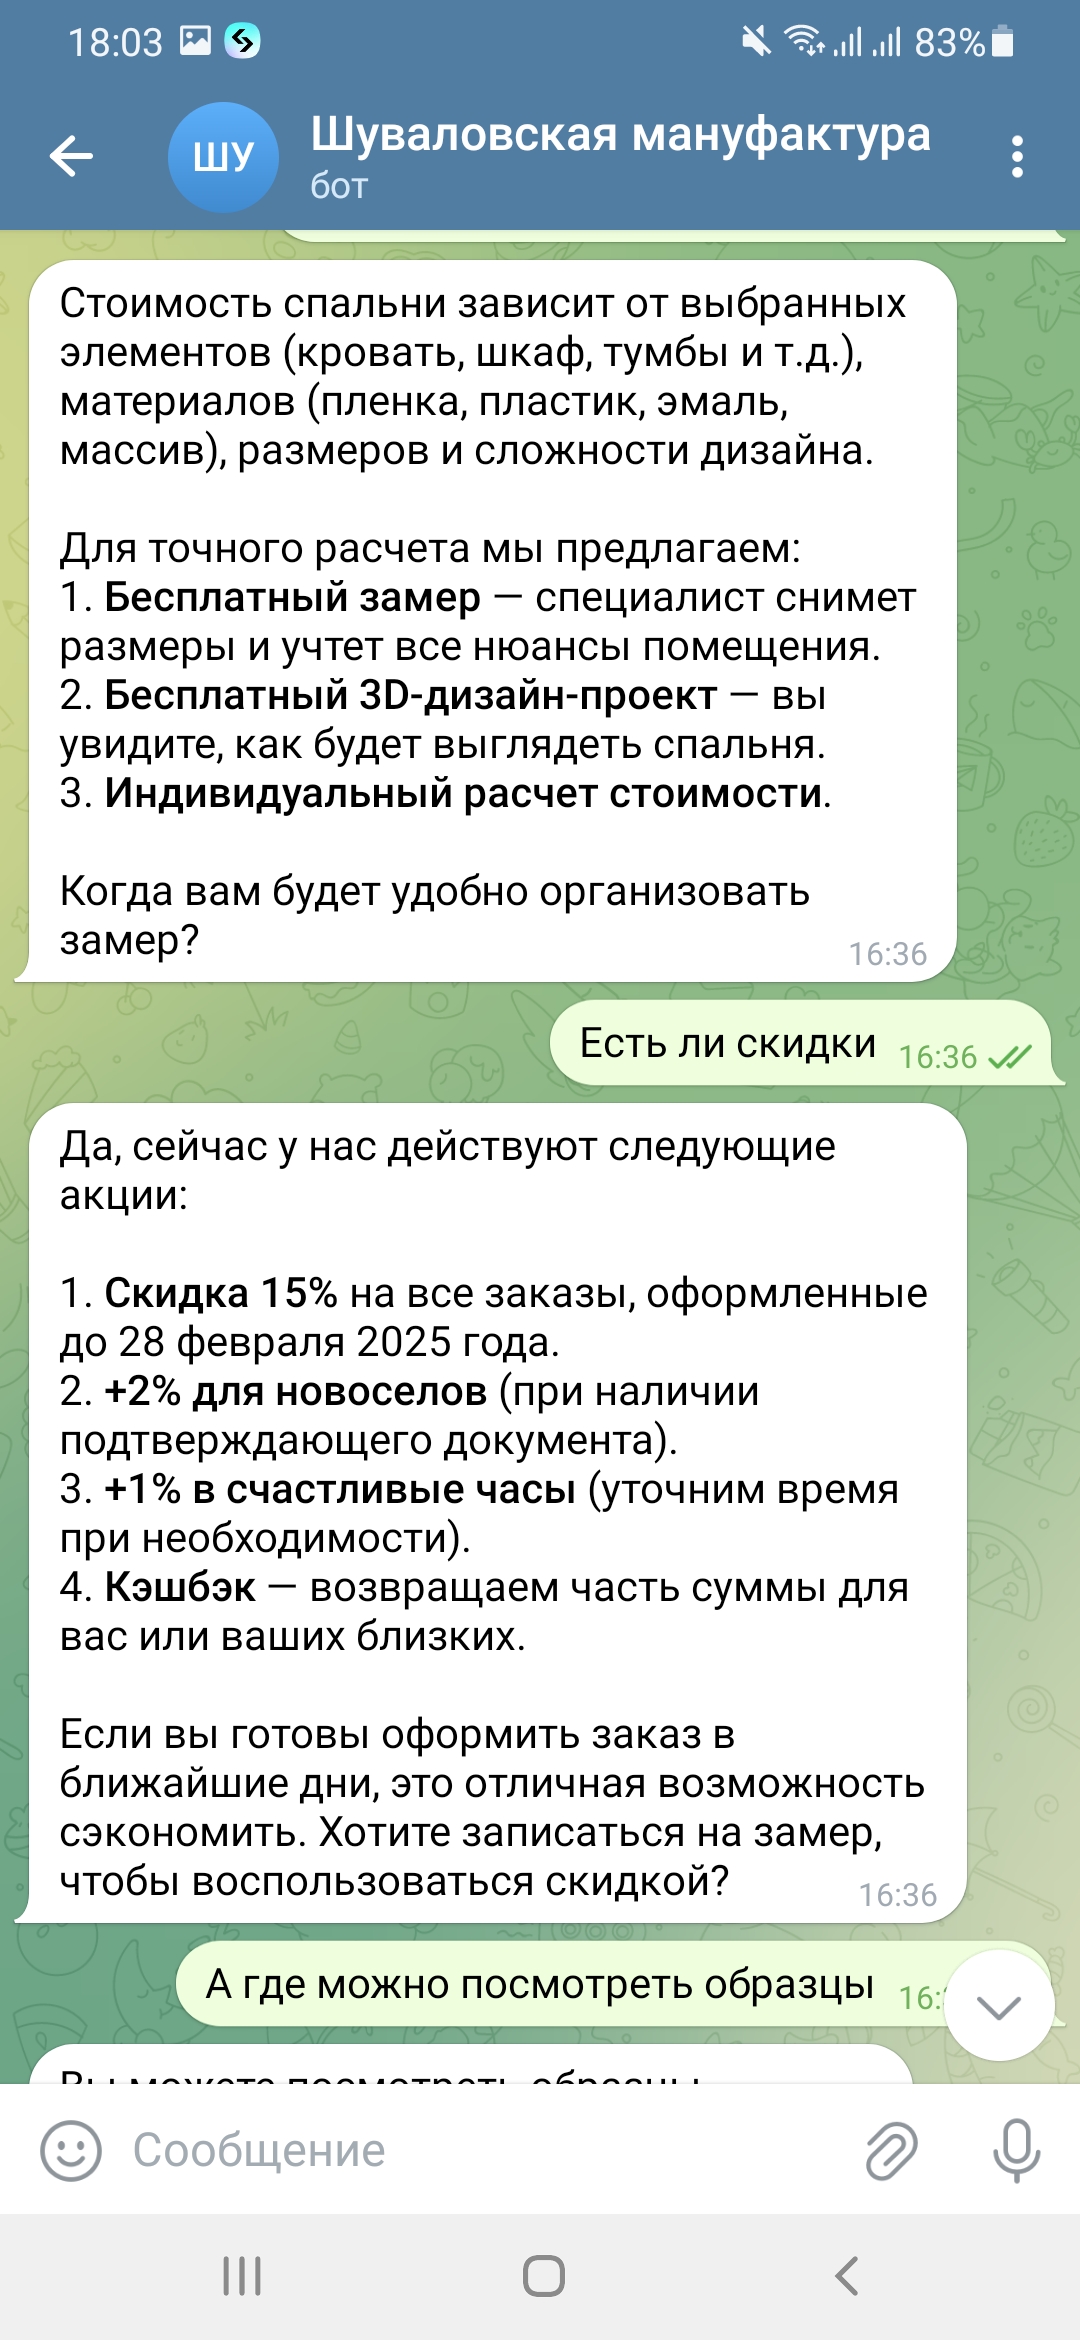 18:03
83%
ШУ
Шуваловская мануфактура
бот
Стоимость спальни зависит от выбранных
элементов (кровать, шкаф, тумбы и т.д.),
материалов (пленка, пластик, эмаль,
массив), размеров и сложности дизайна.
Для точного расчета мы предлагаем:
1. Бесплатный замер — специалист снимет
размеры и учтет все нюансы помещения.
2. Бесплатный 3D-дизайн-проект — вы
увидите, как будет выглядеть спальня.
3. Индивидуальный расчет стоимости.
Когда вам будет удобно организовать
замер?
16:36
Есть ли скидки
16:36
Да, сейчас у нас действуют следующие
акции:
1. Скидка 15% на все заказы, оформленные
до 28 февраля 2025 года.
2. +2% для новоселов (при наличии
подтверждающего документа).
3. +1% в счастливые часы (уточним время
при необходимости).
4. Кэшбэк — возвращаем часть суммы для
вас или ваших близких.
Если вы готовы оформить заказ в
ближайшие дни, это отличная возможность
сэкономить. Хотите записаться на замер,
чтобы воспользоваться скидкой?
16:36
А где можно посмотреть образцы
16:
Вы можете посмотреть образцы
Сообщение